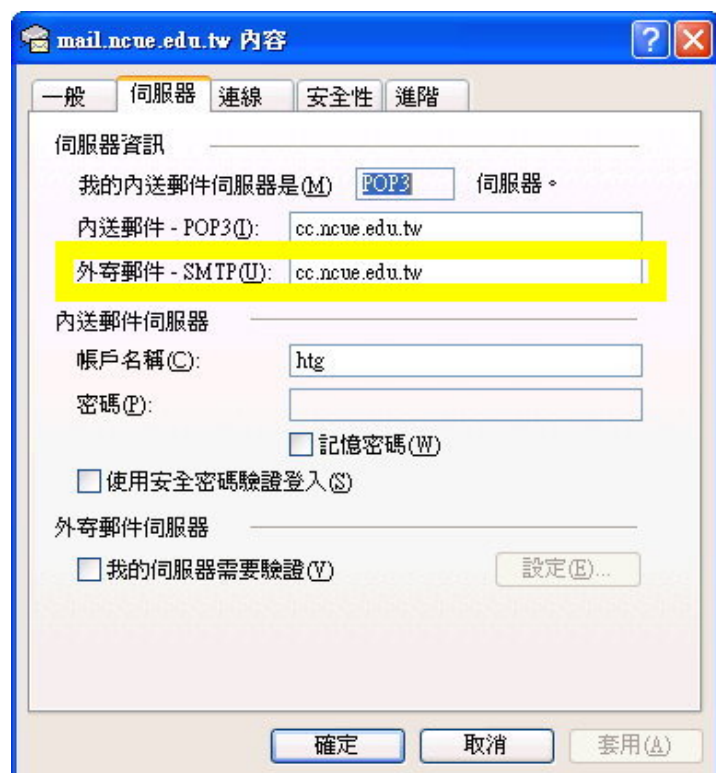 mail.ncue.edu.tw 內容
一般 伺服器 連線 安全性 進階
伺服器資訊
我的內送郵件伺服器是(M) POP3 伺服器。
內送郵件 - POP3(I): cc.ncue.edu.tw
外寄郵件 - SMTP(U): cc.ncue.edu.tw
內送郵件伺服器
帳戶名稱(C): htg
密碼(P):
記憶密碼(W)
使用安全密碼驗證登入(S)
外寄郵件伺服器
我的伺服器需要驗證(V) 設定(E)...
確定 取消 套用(A)